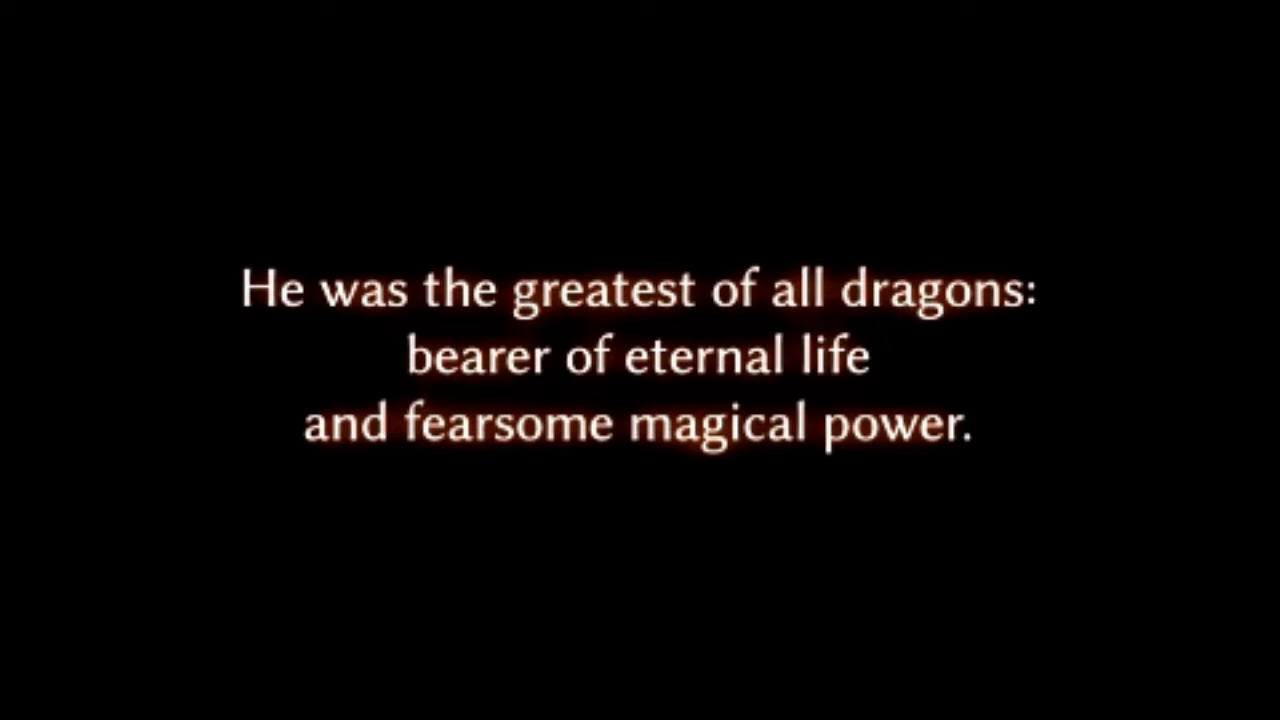 He was the greatest of all dragons:
bearer of eternal life
and fearsome magical power.